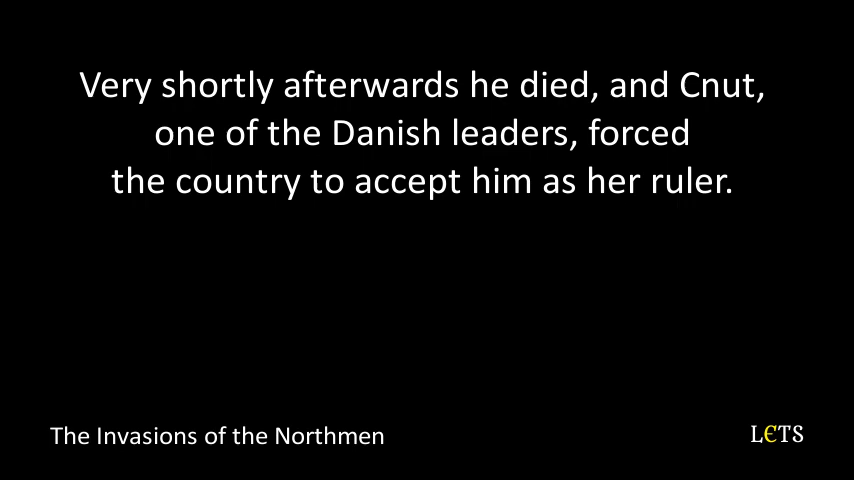 Very shortly afterwards he died, and Cnut,
one of the Danish leaders, forced
the country to accept him as her ruler.
The Invasions of the Northmen
LЄTS